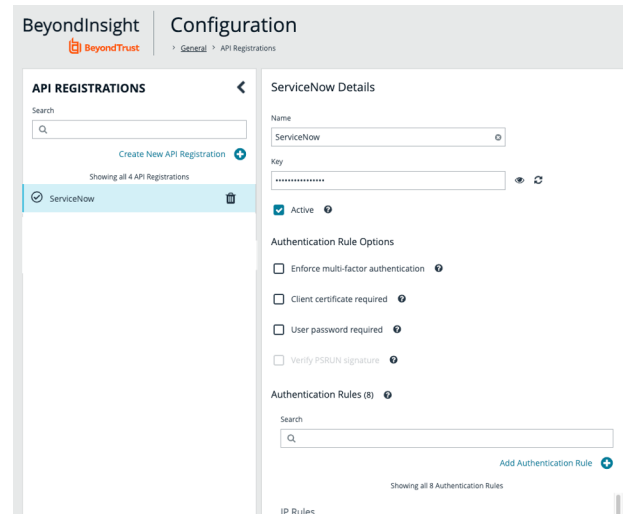 BeyondInsight
BeyondTrust
Configuration
> General > API Registrations
API REGISTRATIONS
Search
Create New API Registration
Showing all 4 API Registrations
ServiceNow
ServiceNow Details
Name
ServiceNow
Key
••••••••••••••••
Active
Authentication Rule Options
Enforce multi-factor authentication
Client certificate required
User password required
Verify PSRUN signature
Authentication Rules (8)
Search
Add Authentication Rule
Showing all 8 Authentication Rules
IP Rules